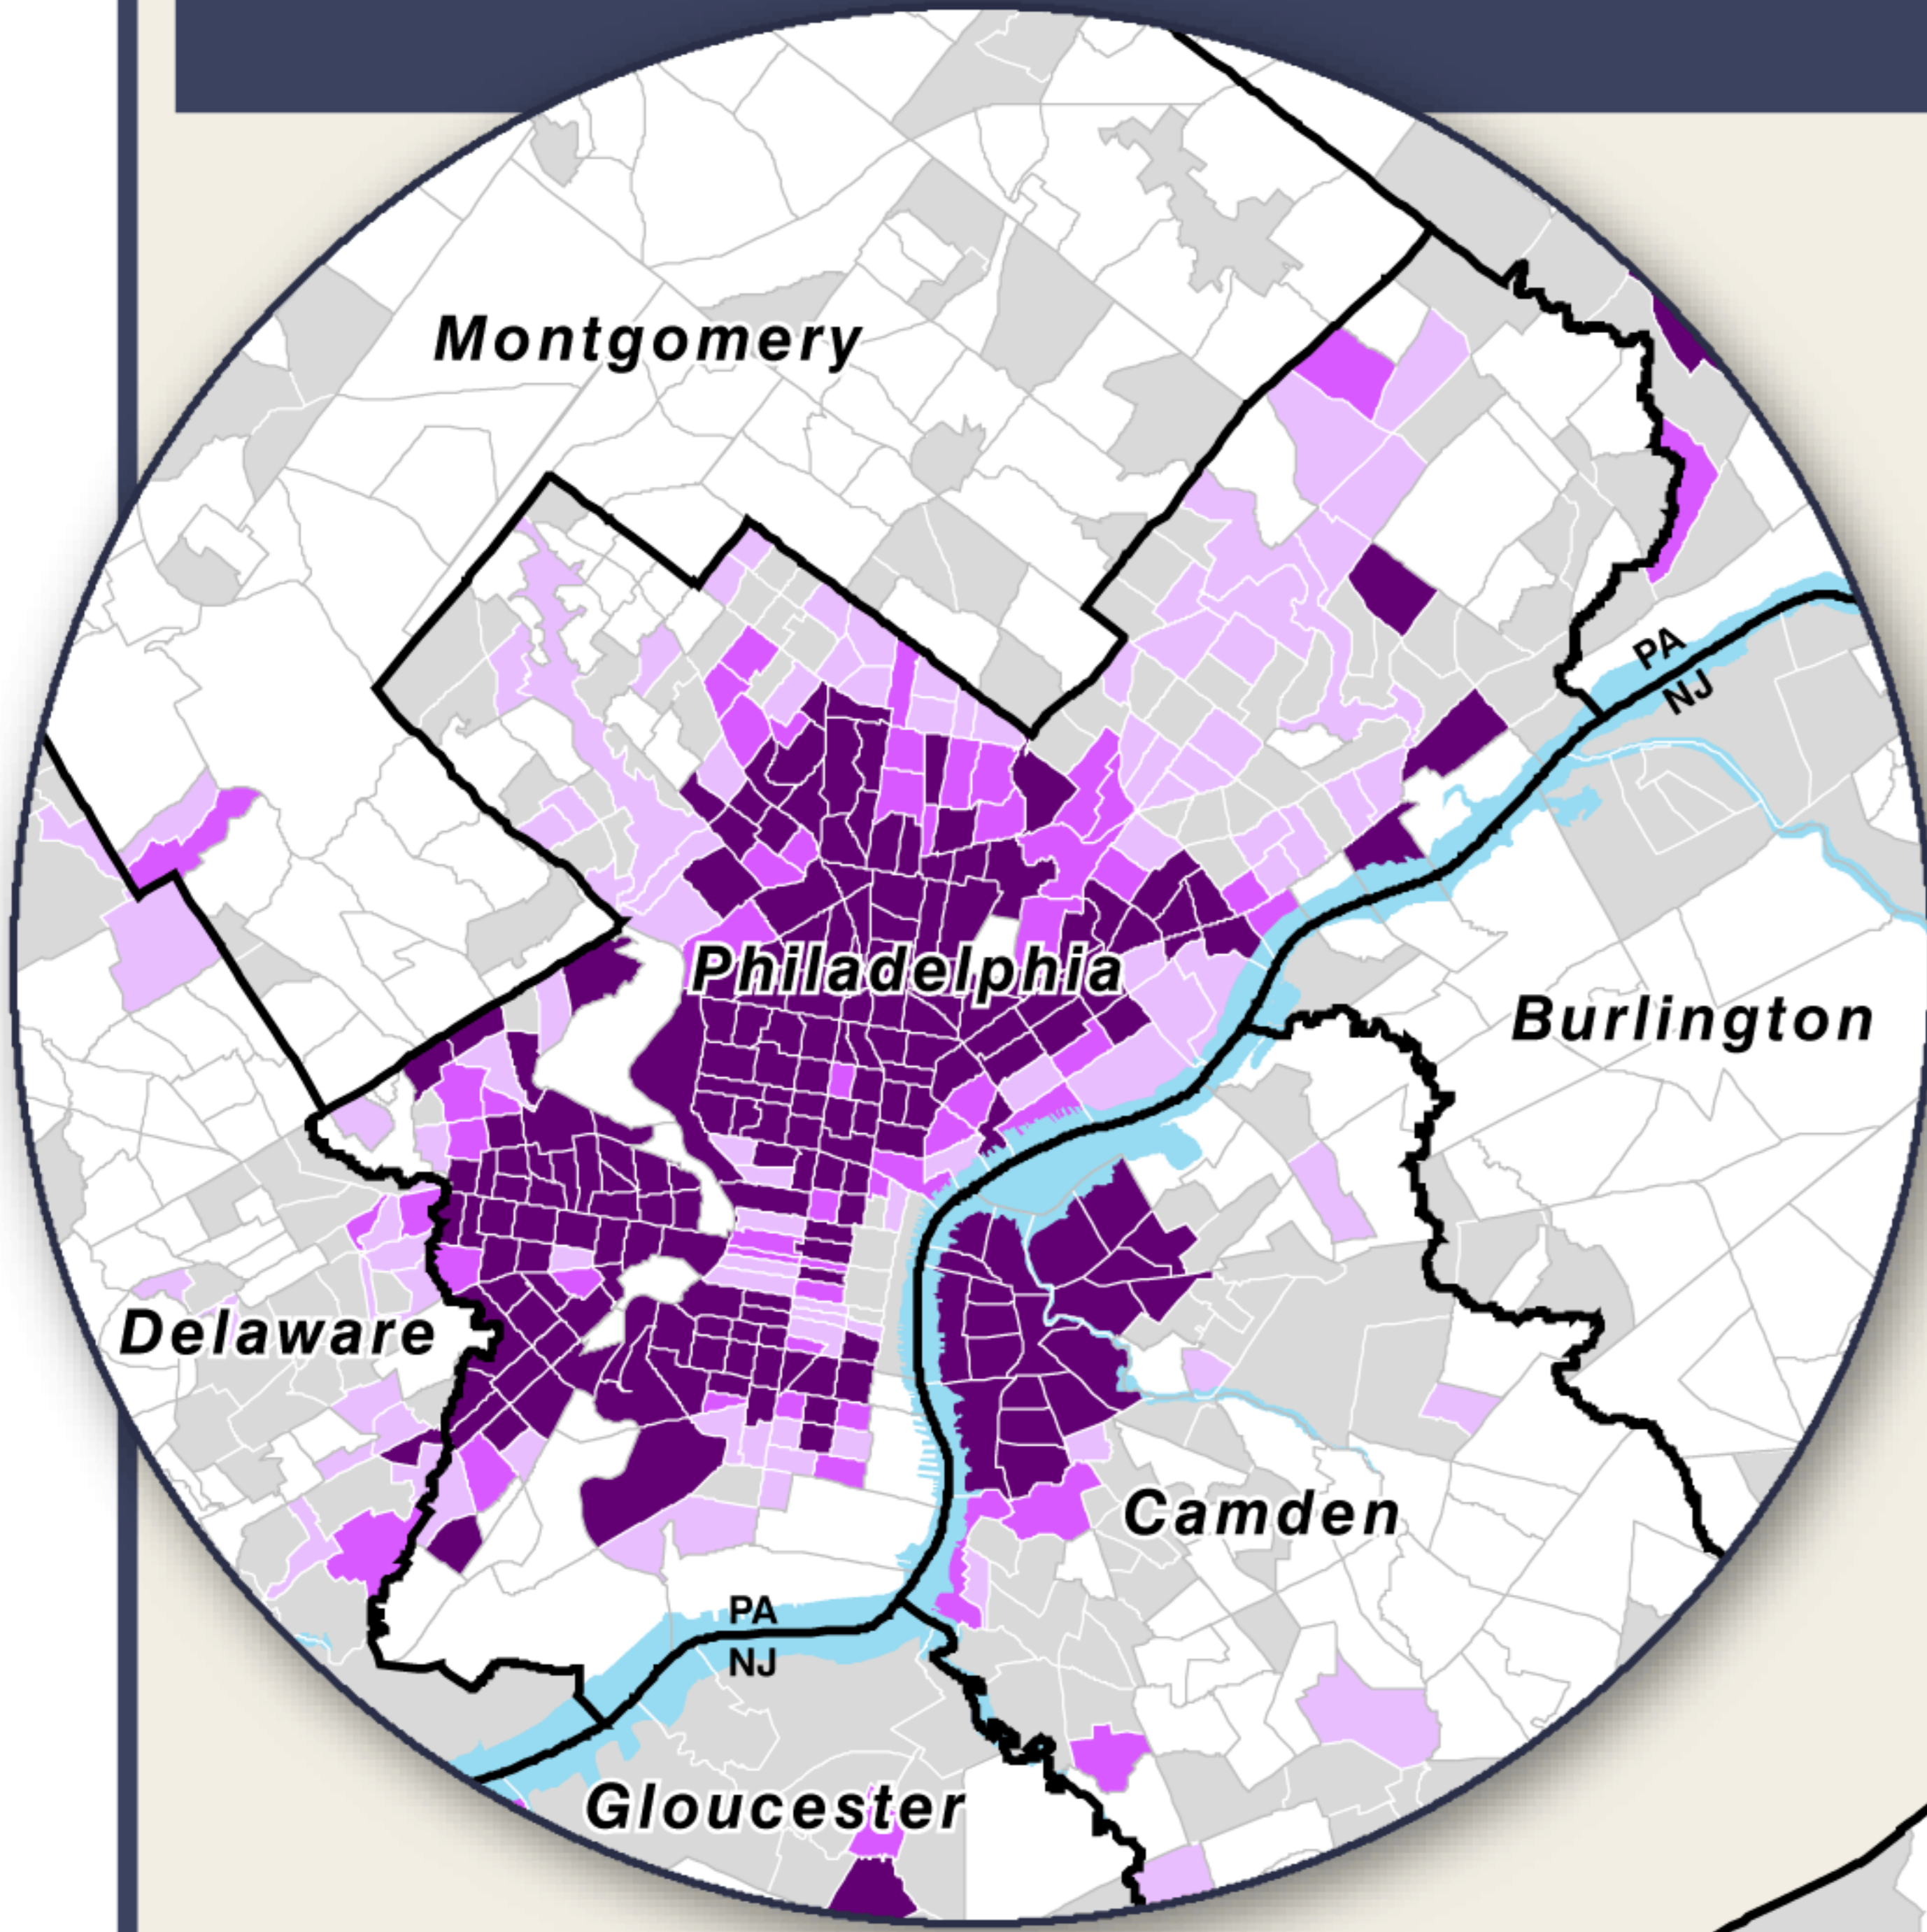 Montgomery
PA
NJ
Philadelphia
Burlington
Delaware
Camden
PA
NJ
Gloucester